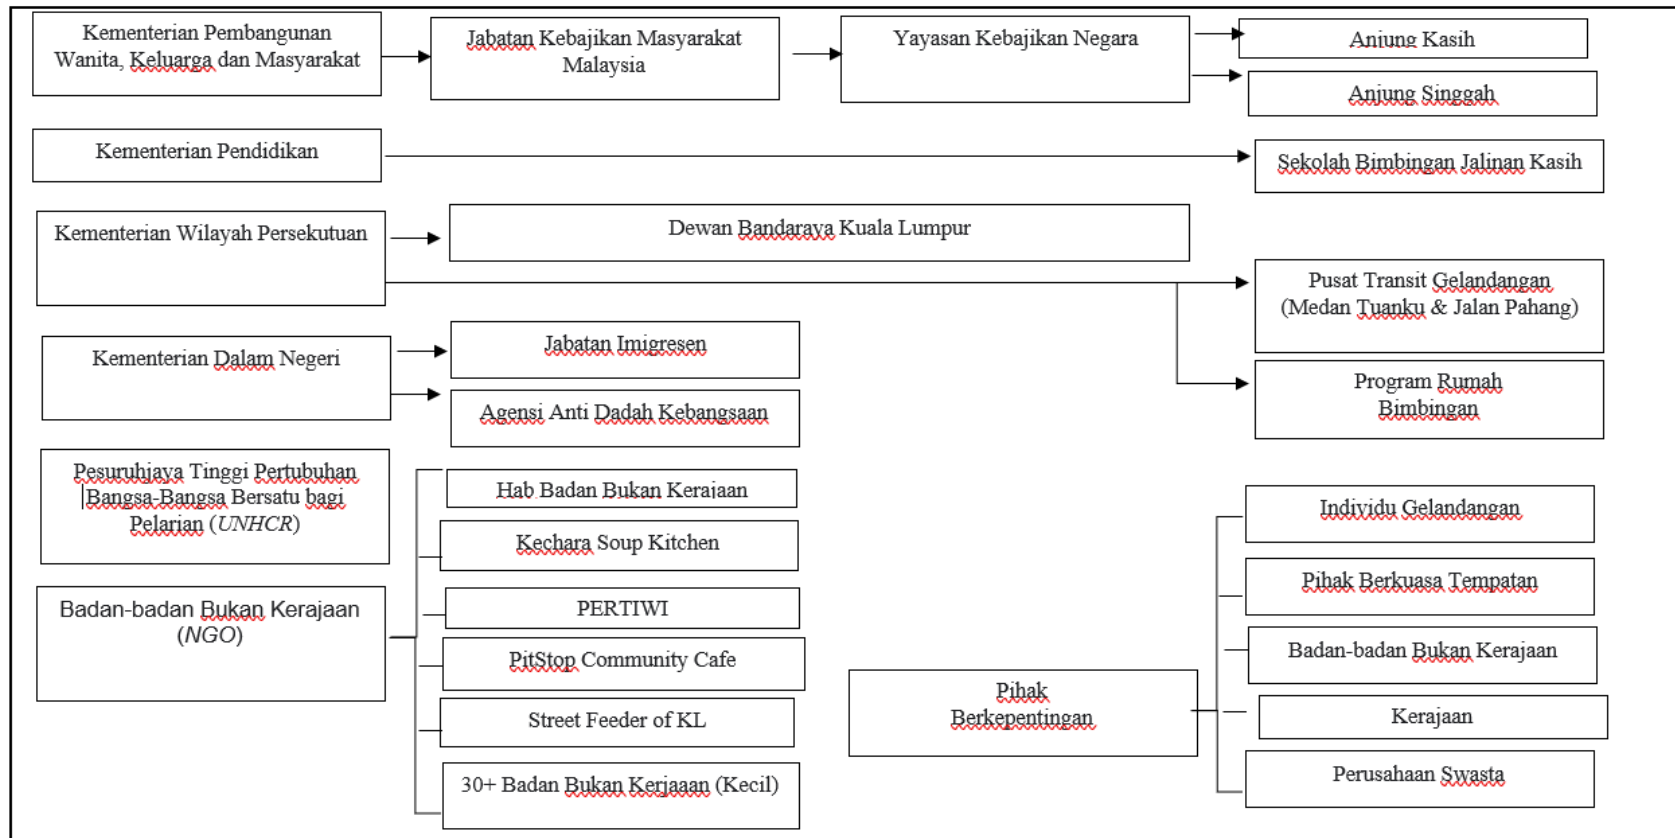 Kementerian Pembangunan
Wanita, Keluarga dan Masyarakat
Jabatan Kebajikan Masyarakat
Malaysia
Yayasan Kebajikan Negara
Anjung Kasih
Anjung Singgah
Kementerian Pendidikan
Sekolah Bimbingan Jalinan Kasih
Kementerian Wilayah Persekutuan
Dewan Bandaraya Kuala Lumpur
Pusat Transit Gelandangan
(Medan Tuanku & Jalan Pahang)
Program Rumah
Bimbingan
Kementerian Dalam Negeri
Jabatan Imigresen
Agensi Anti Dadah Kebangsaan
Pesuruhjaya Tinggi Pertubuhan
Bangsa-Bangsa Bersatu bagi
Pelarian (UNHCR)
Badan-badan Bukan Kerajaan
(NGO)
Hab Badan Bukan Kerajaan
Kechara Soup Kitchen
PERTIWI
PitStop Community Cafe
Street Feeder of KL
30+ Badan Bukan Kerjaaan (Kecil)
Pihak
Berkepentingan
Individu Gelandangan
Pihak Berkuasa Tempatan
Badan-badan Bukan Kerajaan
Kerajaan
Perusahaan Swasta